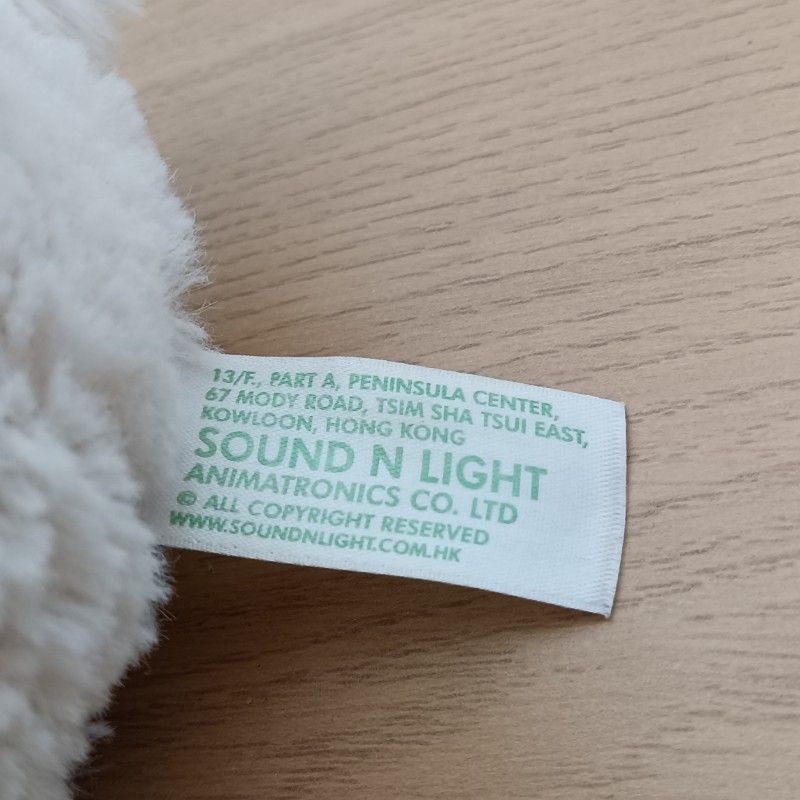 13/F., PART A, PENINSULA CENTER,
67 MODY ROAD, TSIM SHA TSUI EAST,
KOWLOON, HONG KONG
SOUND N LIGHT
ANIMATRONICS CO. LTD
© ALL COPYRIGHT RESERVED
WWW.SOUNDNLIGHT.COM.HK